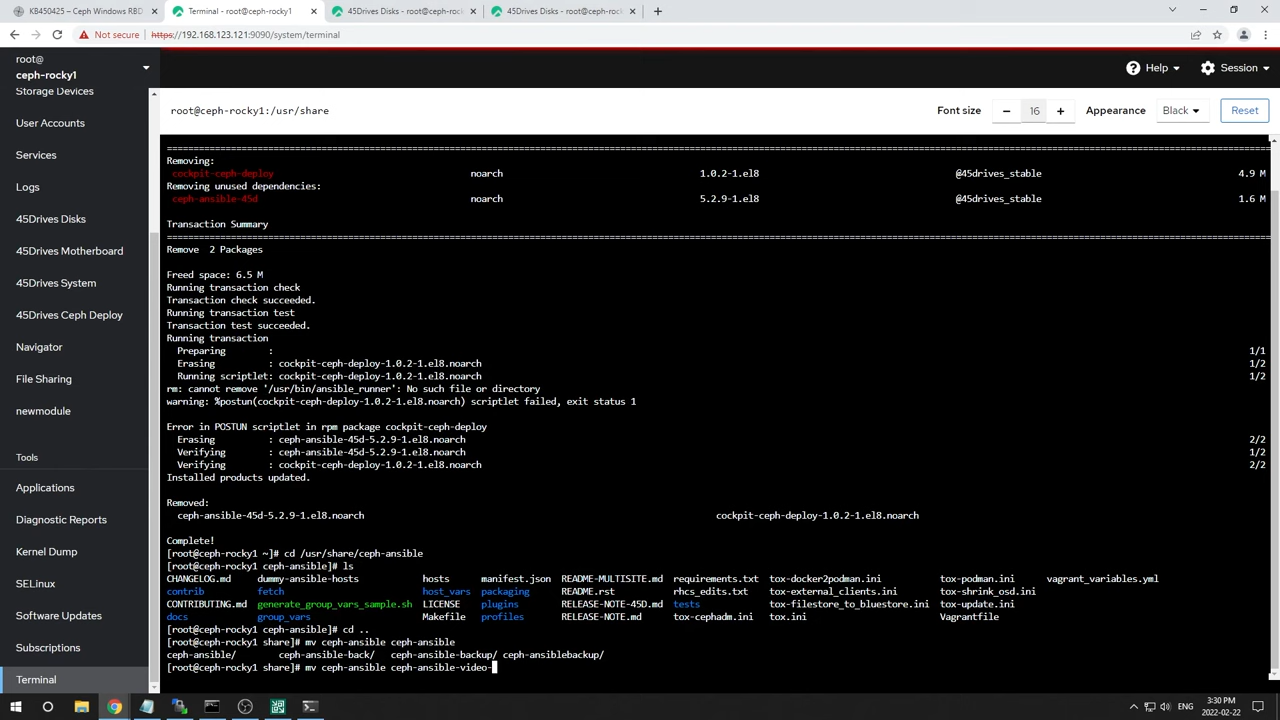 KB450425 – Ceph Windows RBD
Terminal - root@ceph-rocky1
45Drives Disks - root@ceph-rock
45Drives Disks - root@ceph-rock
Not secure
https://192.168.123.121:9090/system/terminal
root@
ceph-rocky1
Help
Session
Storage Devices
User Accounts
Services
Logs
45Drives Disks
45Drives Motherboard
45Drives System
45Drives Ceph Deploy
Navigator
File Sharing
newmodule
Tools
Applications
Diagnostic Reports
Kernel Dump
SELinux
Software Updates
Subscriptions
Terminal
root@ceph-rocky1:/usr/share
Font size
16
Appearance
Black
Reset
================================================================================
Removing:
cockpit-ceph-deploy noarch 1.0.2-1.el8 @45drives_stable 4.9 M
Removing unused dependencies:
ceph-ansible-45d noarch 5.2.9-1.el8 @45drives_stable 1.6 M
Transaction Summary
================================================================================
Remove 2 Packages
Freed space: 6.5 M
Running transaction check
Transaction check succeeded.
Running transaction test
Transaction test succeeded.
Running transaction
Preparing : 1/1
Erasing : cockpit-ceph-deploy-1.0.2-1.el8.noarch 1/2
Running scriptlet: cockpit-ceph-deploy-1.0.2-1.el8.noarch 1/2
rm: cannot remove '/usr/bin/ansible_runner': No such file or directory
warning: %postun(cockpit-ceph-deploy-1.0.2-1.el8.noarch) scriptlet failed, exit status 1
Error in POSTUN scriptlet in rpm package cockpit-ceph-deploy
Erasing : ceph-ansible-45d-5.2.9-1.el8.noarch 2/2
Verifying : ceph-ansible-45d-5.2.9-1.el8.noarch 1/2
Verifying : cockpit-ceph-deploy-1.0.2-1.el8.noarch 2/2
Installed products updated.
Removed:
ceph-ansible-45d-5.2.9-1.el8.noarch cockpit-ceph-deploy-1.0.2-1.el8.noarch
Complete!
[root@ceph-rocky1 ~]# cd /usr/share/ceph-ansible
[root@ceph-rocky1 ceph-ansible]# ls
CHANGELOG.md dummy-ansible-hosts hosts manifest.json README-MULTISITE.md requirements.txt tox-docker2podman.ini tox-podman.ini vagrant_variables.yml
contrib fetch host_vars packaging README.rst rhcs_edits.txt tox-external_clients.ini tox-shrink_osd.ini
CONTRIBUTING.md generate_group_vars_sample.sh LICENSE plugins RELEASE-NOTE-45D.md tests tox-filestore_to_bluestore.ini tox-update.ini
docs group_vars Makefile profiles RELEASE-NOTE.md tox-cephadm.ini tox.ini Vagrantfile
[root@ceph-rocky1 ceph-ansible]# cd ..
[root@ceph-rocky1 share]# mv ceph-ansible ceph-ansible
ceph-ansible/ ceph-ansible-back/ ceph-ansible-backup/ ceph-ansiblebackup/
[root@ceph-rocky1 share]# mv ceph-ansible ceph-ansible-video-
ENG
3:30 PM
2022-02-22